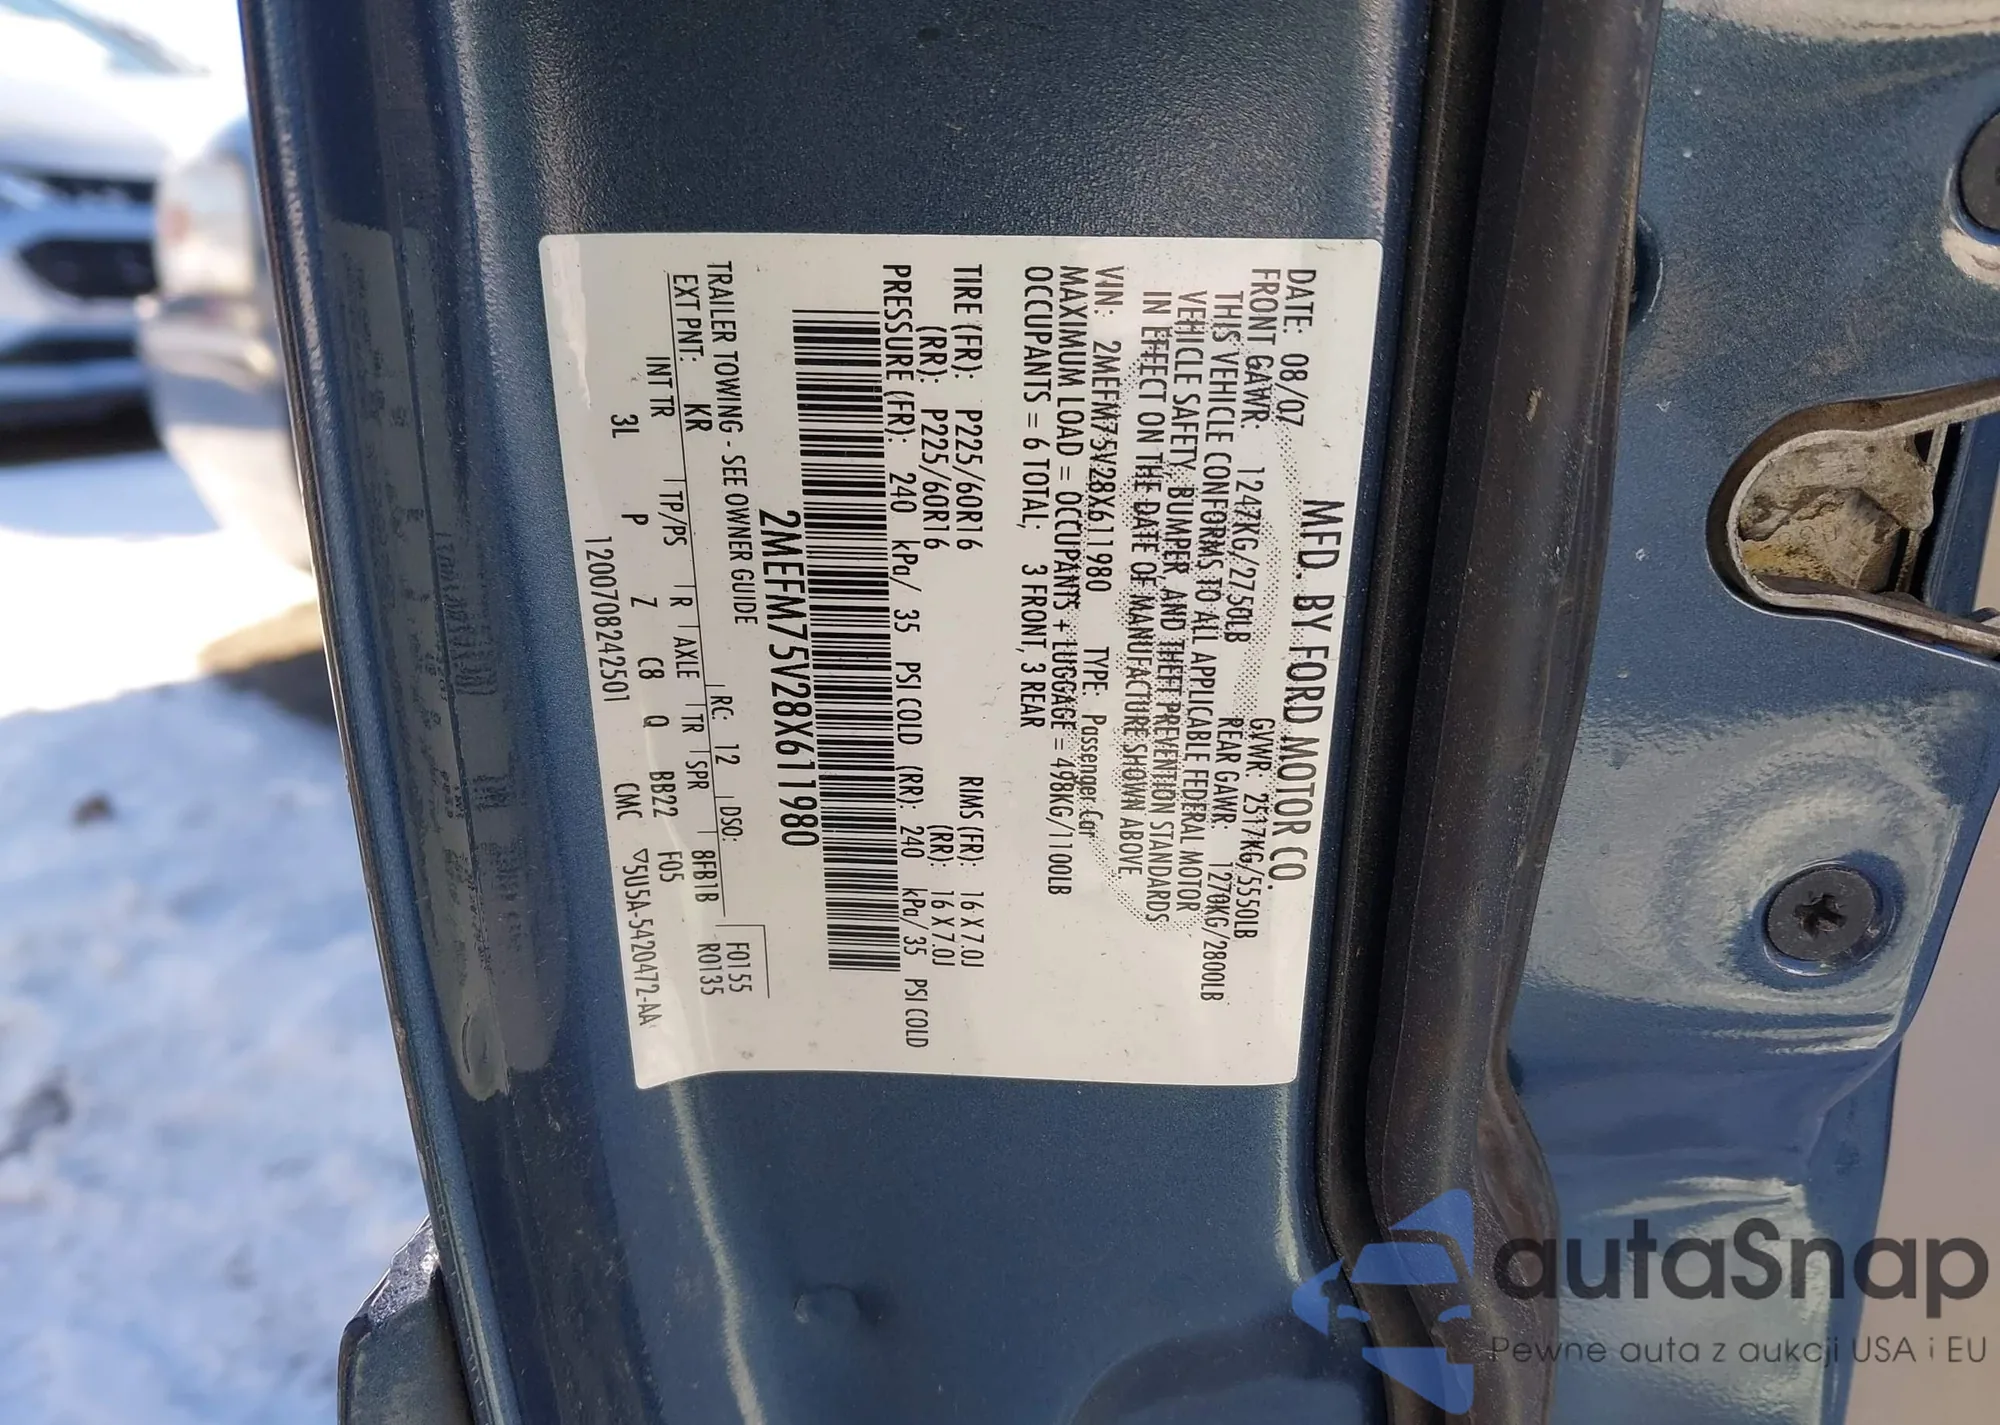 MFD. BY FORD MOTOR CO.
DATE: 08/07 GVWR: 2517KG/5550LB
FRONT GAWR: 1247KG/2750LB REAR GAWR: 1270KG/2800LB
THIS VEHICLE CONFORMS TO ALL APPLICABLE FEDERAL MOTOR
VEHICLE SAFETY, BUMPER, AND THEFT PREVENTION STANDARDS
IN EFFECT ON THE DATE OF MANUFACTURE SHOWN ABOVE
VIN: 2MEFM75V28X611980 TYPE: Passenger Car
MAXIMUM LOAD = OCCUPANTS + LUGGAGE = 498KG/1100LB
OCCUPANTS = 6 TOTAL, 3 FRONT, 3 REAR
TIRE (FR): P225/60R16 RIMS (FR): 16 X 7.0J
(RR): P225/60R16 (RR): 16 X 7.0J
PRESSURE (FR): 240 kPa/ 35 PSI COLD (RR): 240 kPa/ 35 PSI COLD
2MEFM75V28X611980
TRAILER TOWING - SEE OWNER GUIDE F0155
EXT PNT: KR RC: 12 DSO: R0135
INT TR TP/PS R AXLE TR SPR 8FB1B
3L P Z C8 Q BB22 F05
12007082425​01 CMC ▽5U5A-5420472-AA
autaSnap
Pewne auta z aukcji USA i EU